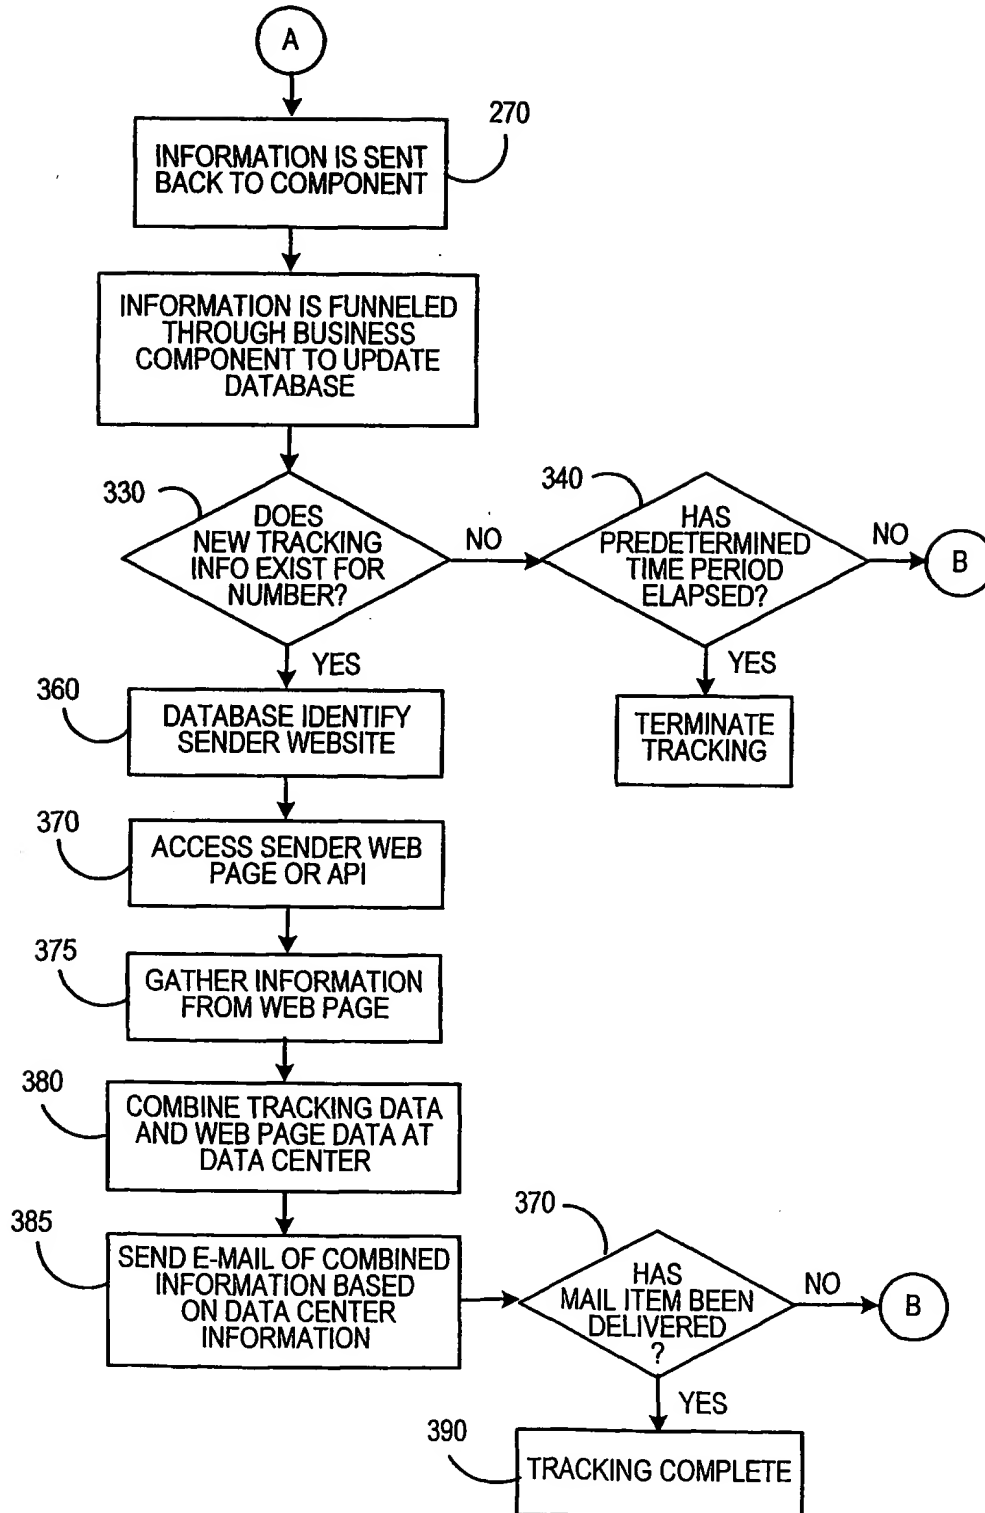 A
270
INFORMATION IS SENT
BACK TO COMPONENT
INFORMATION IS FUNNELED
THROUGH BUSINESS
COMPONENT TO UPDATE
DATABASE
330
DOES
NEW TRACKING
INFO EXIST FOR
NUMBER?
NO
340
HAS
PREDETERMINED
TIME PERIOD
ELAPSED?
NO
B
YES
YES
TERMINATE
TRACKING
360
DATABASE IDENTIFY
SENDER WEBSITE
370
ACCESS SENDER WEB
PAGE OR API
375
GATHER INFORMATION
FROM WEB PAGE
380
COMBINE TRACKING DATA
AND WEB PAGE DATA AT
DATA CENTER
385
SEND E-MAIL OF COMBINED
INFORMATION BASED
ON DATA CENTER
INFORMATION
370
HAS
MAIL ITEM BEEN
DELIVERED
?
NO
B
YES
390
TRACKING COMPLETE